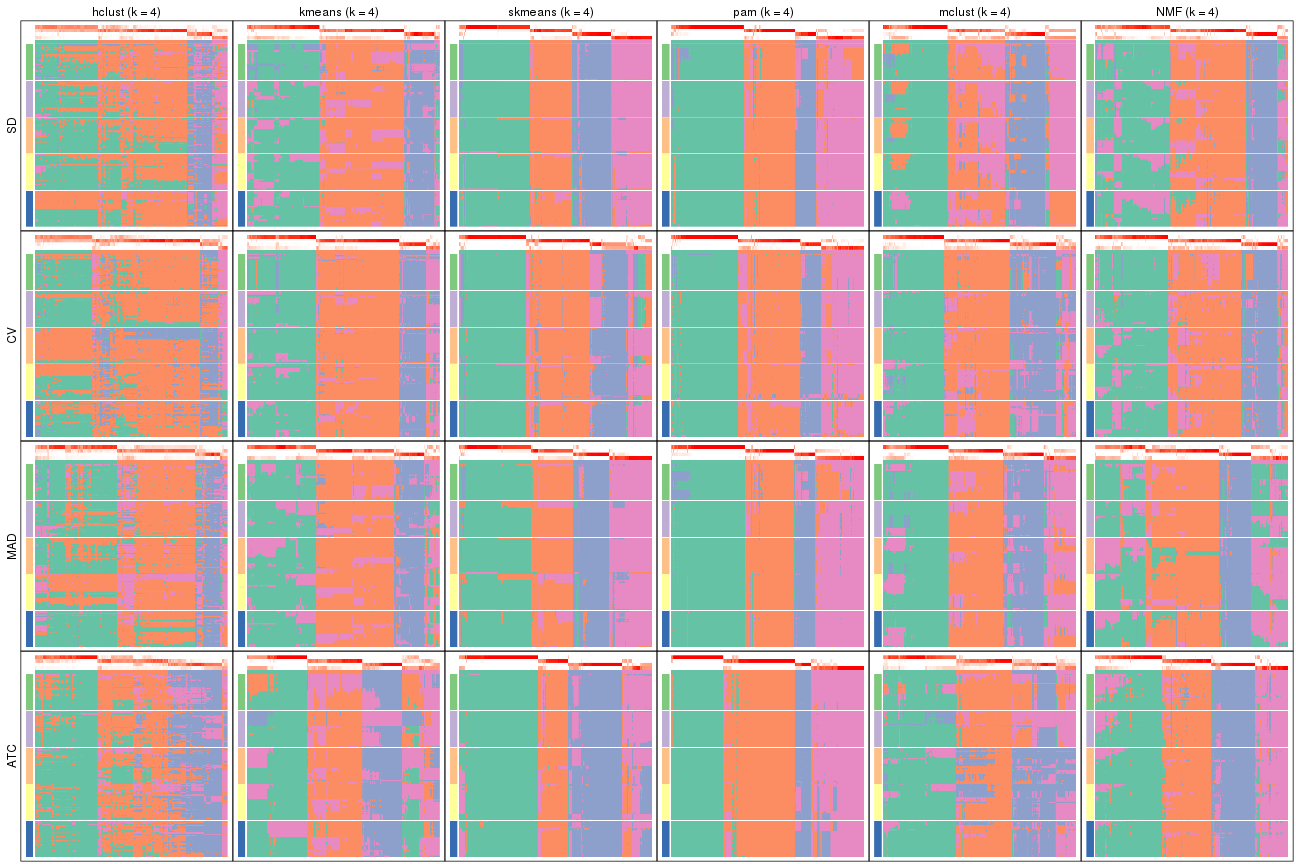 hclust (k = 4) kmeans (k = 4) skmeans (k = 4) pam (k = 4) mclust (k = 4) NMF (k = 4)
SD
CV
MAD
ATC